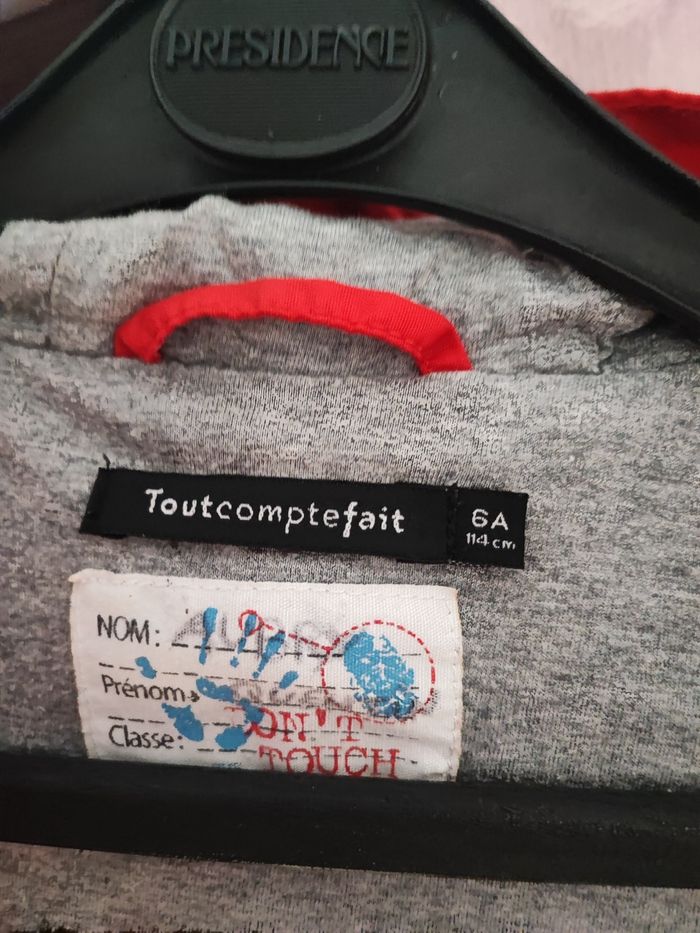 PRESIDENCE
Toutcomptefait
6A
114 cm
NOM:
Prénom
DON'T
Classe:
TOUCH